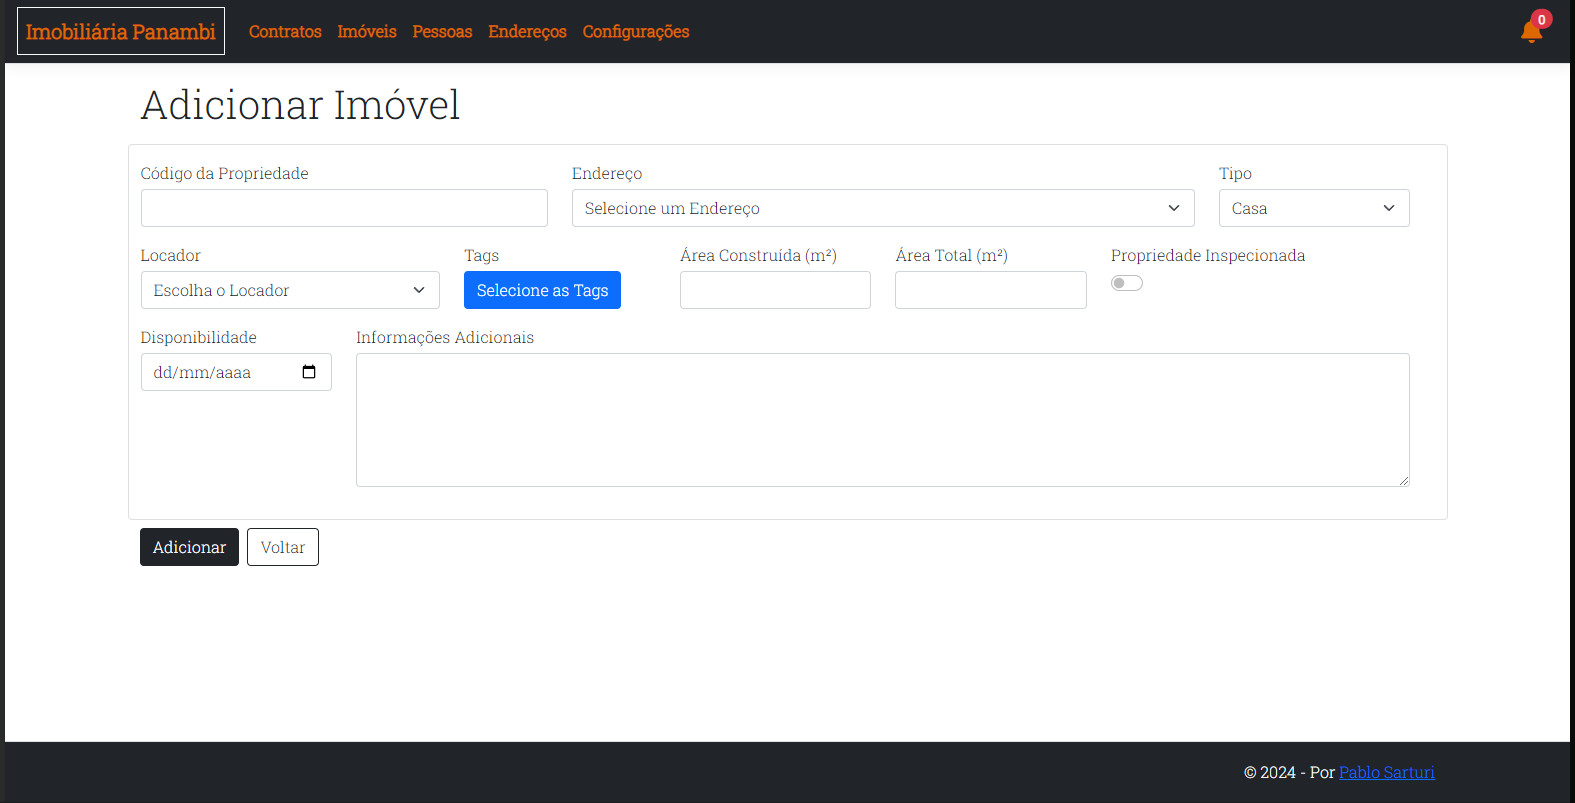 Imobiliária Panambi Contratos Imóveis Pessoas Endereços Configurações 0
Adicionar Imóvel
Código da Propriedade Endereço Tipo
Selecione um Endereço Casa
Locador Tags Área Construída (m²) Área Total (m²) Propriedade Inspecionada
Escolha o Locador Selecione as Tags
Disponibilidade Informações Adicionais
dd/mm/aaaa
Adicionar Voltar
© 2024 - Por Pablo Sarturi